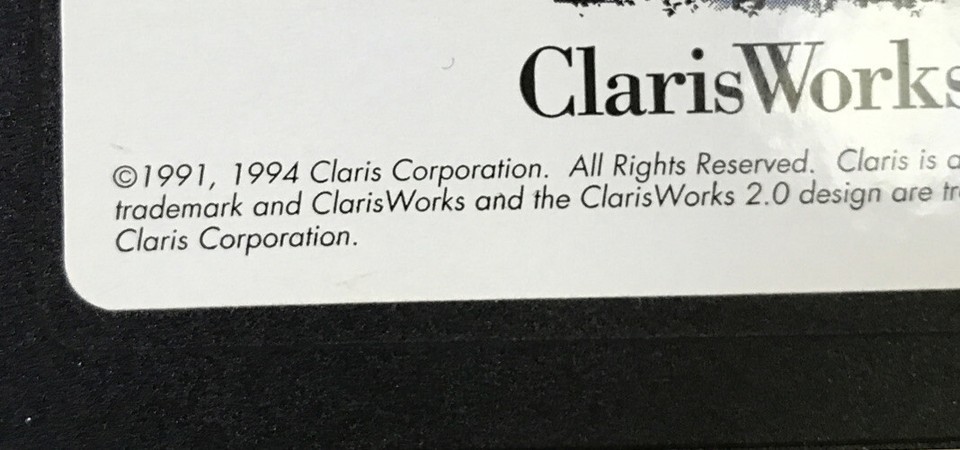 ClarisWorks
©1991, 1994 Claris Corporation. All Rights Reserved. Claris is a
trademark and ClarisWorks and the ClarisWorks 2.0 design are
Claris Corporation.